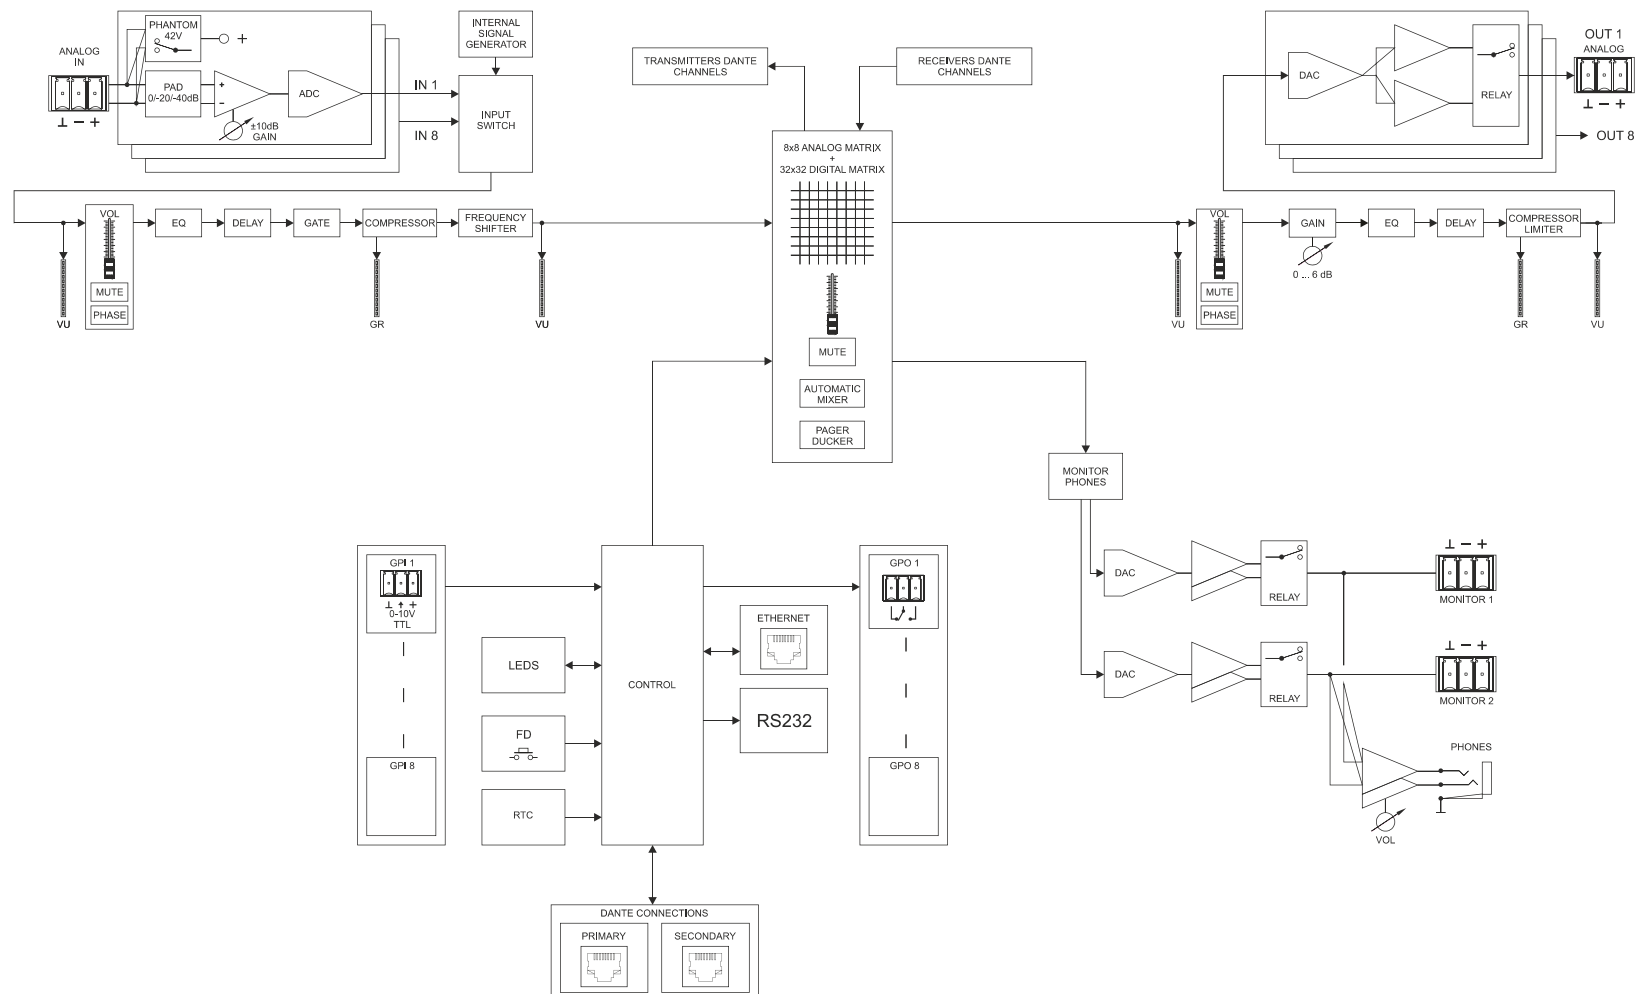 ANALOG
IN
⊥ − +
PHANTOM
42V
+
PAD
0/-20/-40dB
+
−
±10dB
GAIN
ADC
IN 1
IN 8
INTERNAL
SIGNAL
GENERATOR
INPUT
SWITCH
TRANSMITTERS DANTE
CHANNELS
RECEIVERS DANTE
CHANNELS
DAC
RELAY
OUT 1
ANALOG
⊥ − +
OUT 8
VU
VOL
MUTE
PHASE
EQ
DELAY
GATE
COMPRESSOR
GR
FREQUENCY
SHIFTER
VU
8x8 ANALOG MATRIX
+
32x32 DIGITAL MATRIX
MUTE
AUTOMATIC
MIXER
PAGER
DUCKER
VU
VOL
MUTE
PHASE
GAIN
0 ... 6 dB
EQ
DELAY
COMPRESSOR
LIMITER
GR
VU
MONITOR
PHONES
GPI 1
⊥ ↑ +
0-10V
TTL
GPI 8
LEDS
FD
RTC
CONTROL
ETHERNET
RS232
GPO 1
GPO 8
DAC
RELAY
⊥ − +
MONITOR 1
DAC
RELAY
⊥ − +
MONITOR 2
PHONES
VOL
DANTE CONNECTIONS
PRIMARY
SECONDARY